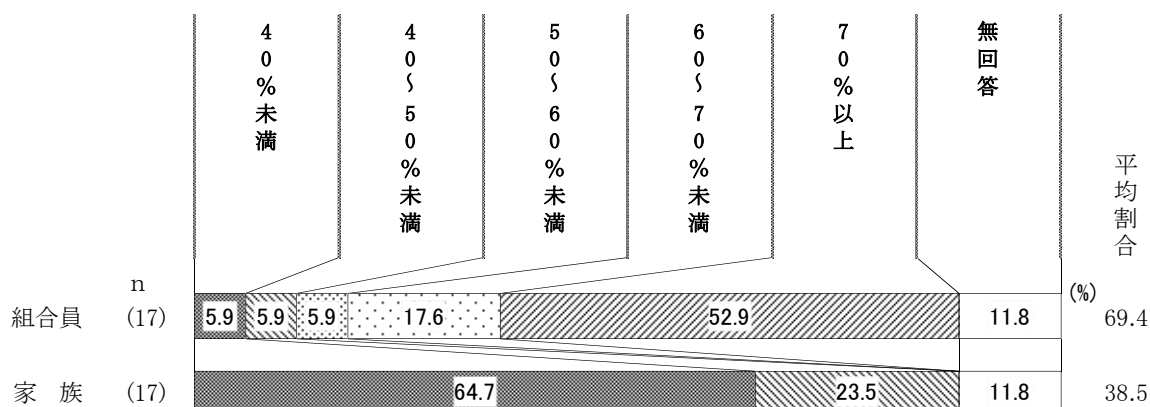 40%未満
40~50%未満
50~60%未満
60~70%未満
70%以上
無回答
平均割合
n
(%)
組合員 (17) 5.9 5.9 5.9 17.6 52.9 11.8 69.4
家 族 (17) 64.7 23.5 11.8 38.5